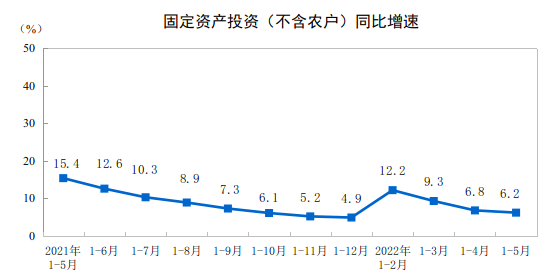 固定资产投资（不含农户）同比增速
（%）
50
40
30
20
10
0
15.4
12.6
10.3
8.9
7.3
6.1
5.2
4.9
12.2
9.3
6.8
6.2
2021年
1-5月
1-6月
1-7月
1-8月
1-9月
1-10月
1-11月
1-12月
2022年
1-2月
1-3月
1-4月
1-5月